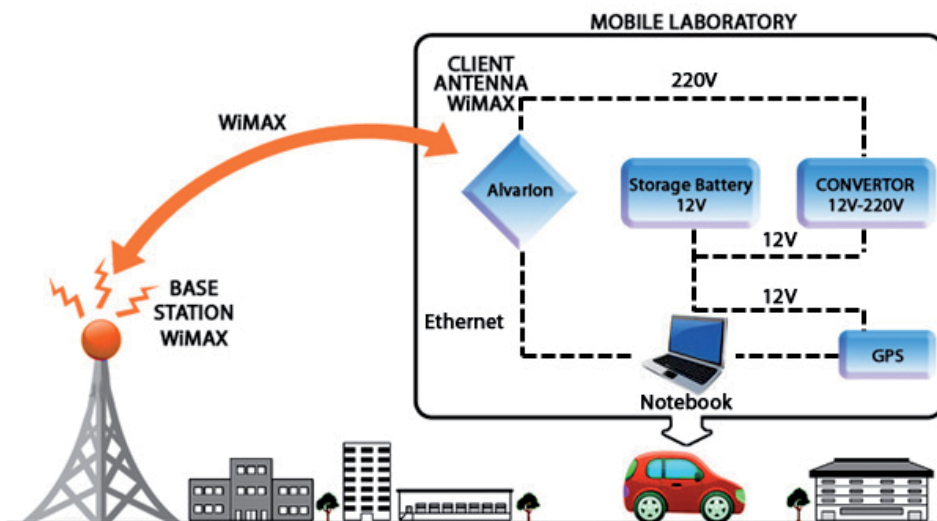 MOBILE LABORATORY
CLIENT
ANTENNA
WiMAX
220V
WiMAX
Alvarion
Storage Battery
12V
CONVERTOR
12V-220V
12V
BASE
STATION
WiMAX
12V
Ethernet
GPS
Notebook